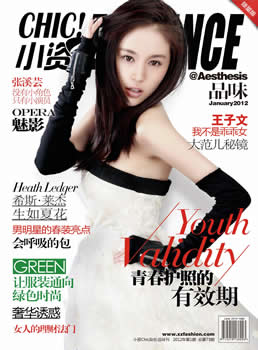 CHIC!
NCE
小资
@Aesthesis
品味
January2012
张溪芸
没有小角色
只有小演员
OPERA
魅影
王子文
我不是乖乖女
大范儿秘镜
Heath Ledger
希斯·莱杰
生如夏花
男明星的春装亮点
会呼吸的包
Youth
Validity
青春护照的
有效期
GREEN
让服装通向
绿色时尚
奢华诱惑
女人的理财传法门
www.xzfashion.com